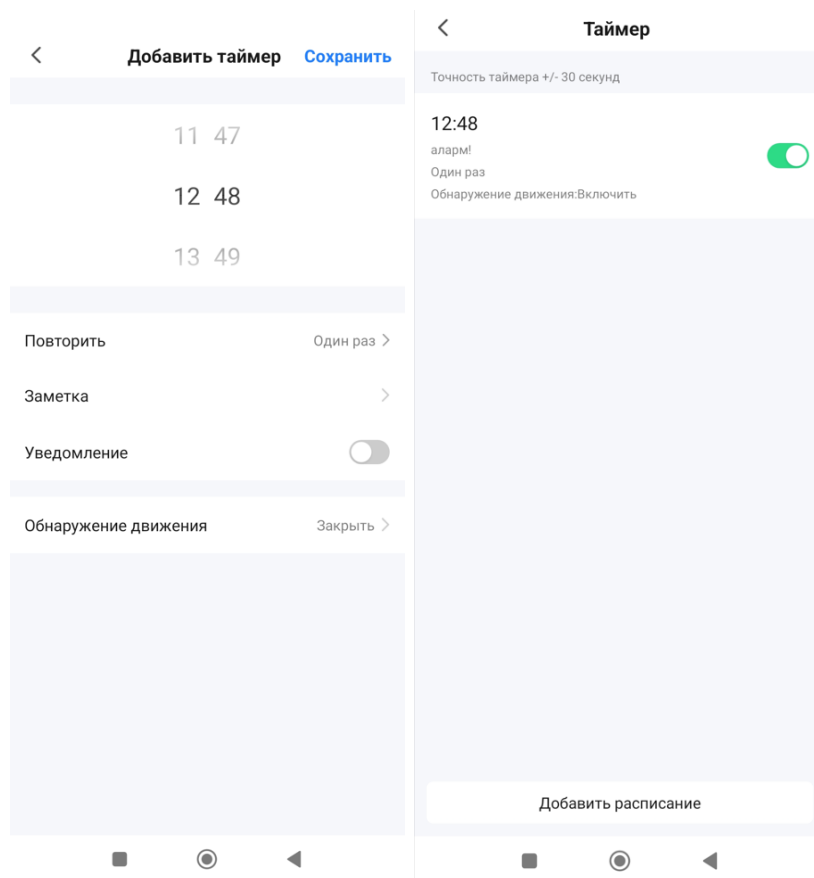 Добавить таймер Сохранить
11 47
12 48
13 49
Повторить Один раз
Заметка
Уведомление
Обнаружение движения Закрыть
Таймер
Точность таймера +/- 30 секунд
12:48
аларм!
Один раз
Обнаружение движения:Включить
Добавить расписание